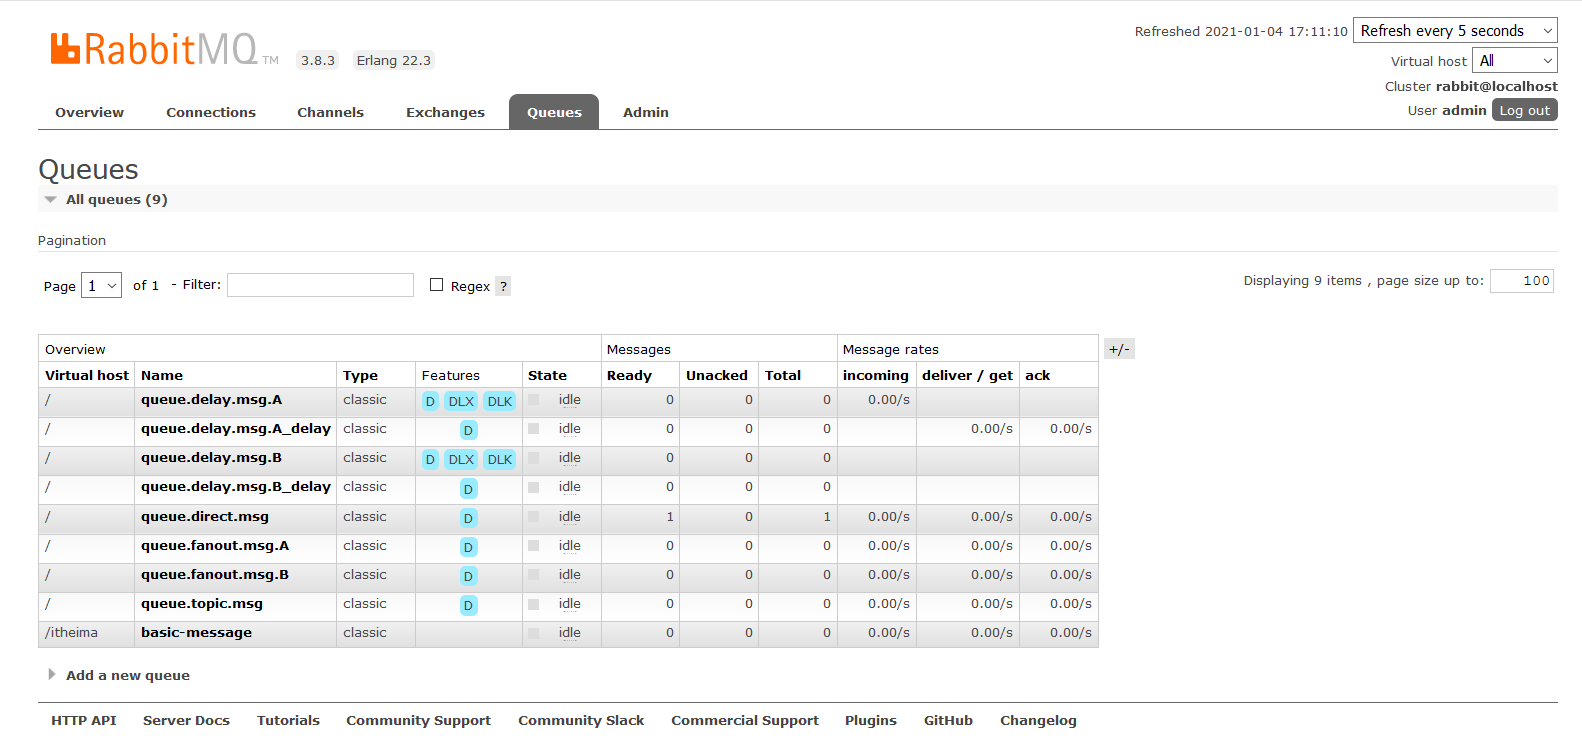 RabbitMQ TM 3.8.3 Erlang 22.3
Refreshed 2021-01-04 17:11:10 Refresh every 5 seconds
Virtual host All
Cluster rabbit@localhost
User admin Log out
Overview Connections Channels Exchanges Queues Admin
Queues
All queues (9)
Pagination
Page 1 of 1 - Filter: Regex ? Displaying 9 items , page size up to: 100
Overview Messages Message rates +/-
Virtual host Name Type Features State Ready Unacked Total incoming deliver / get ack
/ queue.delay.msg.A classic D DLX DLK idle 0 0 0 0.00/s
/ queue.delay.msg.A_delay classic D idle 0 0 0 0.00/s 0.00/s
/ queue.delay.msg.B classic D DLX DLK idle 0 0 0
/ queue.delay.msg.B_delay classic D idle 0 0 0
/ queue.direct.msg classic D idle 1 0 1 0.00/s 0.00/s 0.00/s
/ queue.fanout.msg.A classic D idle 0 0 0 0.00/s 0.00/s 0.00/s
/ queue.fanout.msg.B classic D idle 0 0 0 0.00/s 0.00/s 0.00/s
/ queue.topic.msg classic D idle 0 0 0 0.00/s 0.00/s 0.00/s
/itheima basic-message classic idle 0 0 0 0.00/s 0.00/s 0.00/s
Add a new queue
HTTP API Server Docs Tutorials Community Support Community Slack Commercial Support Plugins GitHub Changelog